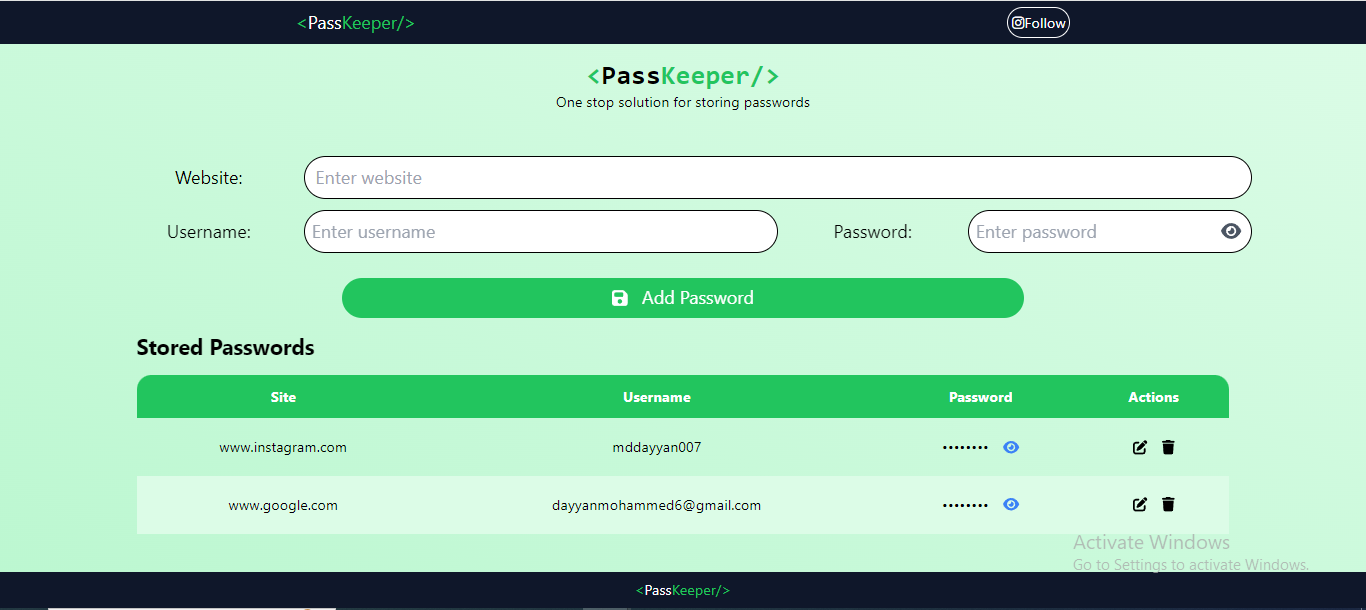 <PassKeeper/>
Follow
<PassKeeper/>
One stop solution for storing passwords
Website: Enter website
Username: Enter username Password: Enter password
Add Password
Stored Passwords
Site Username Password Actions
www.instagram.com mddayyan007 ••••••••
www.google.com dayyanmohammed6@gmail.com ••••••••
Activate Windows
Go to Settings to activate Windows.
<PassKeeper/>